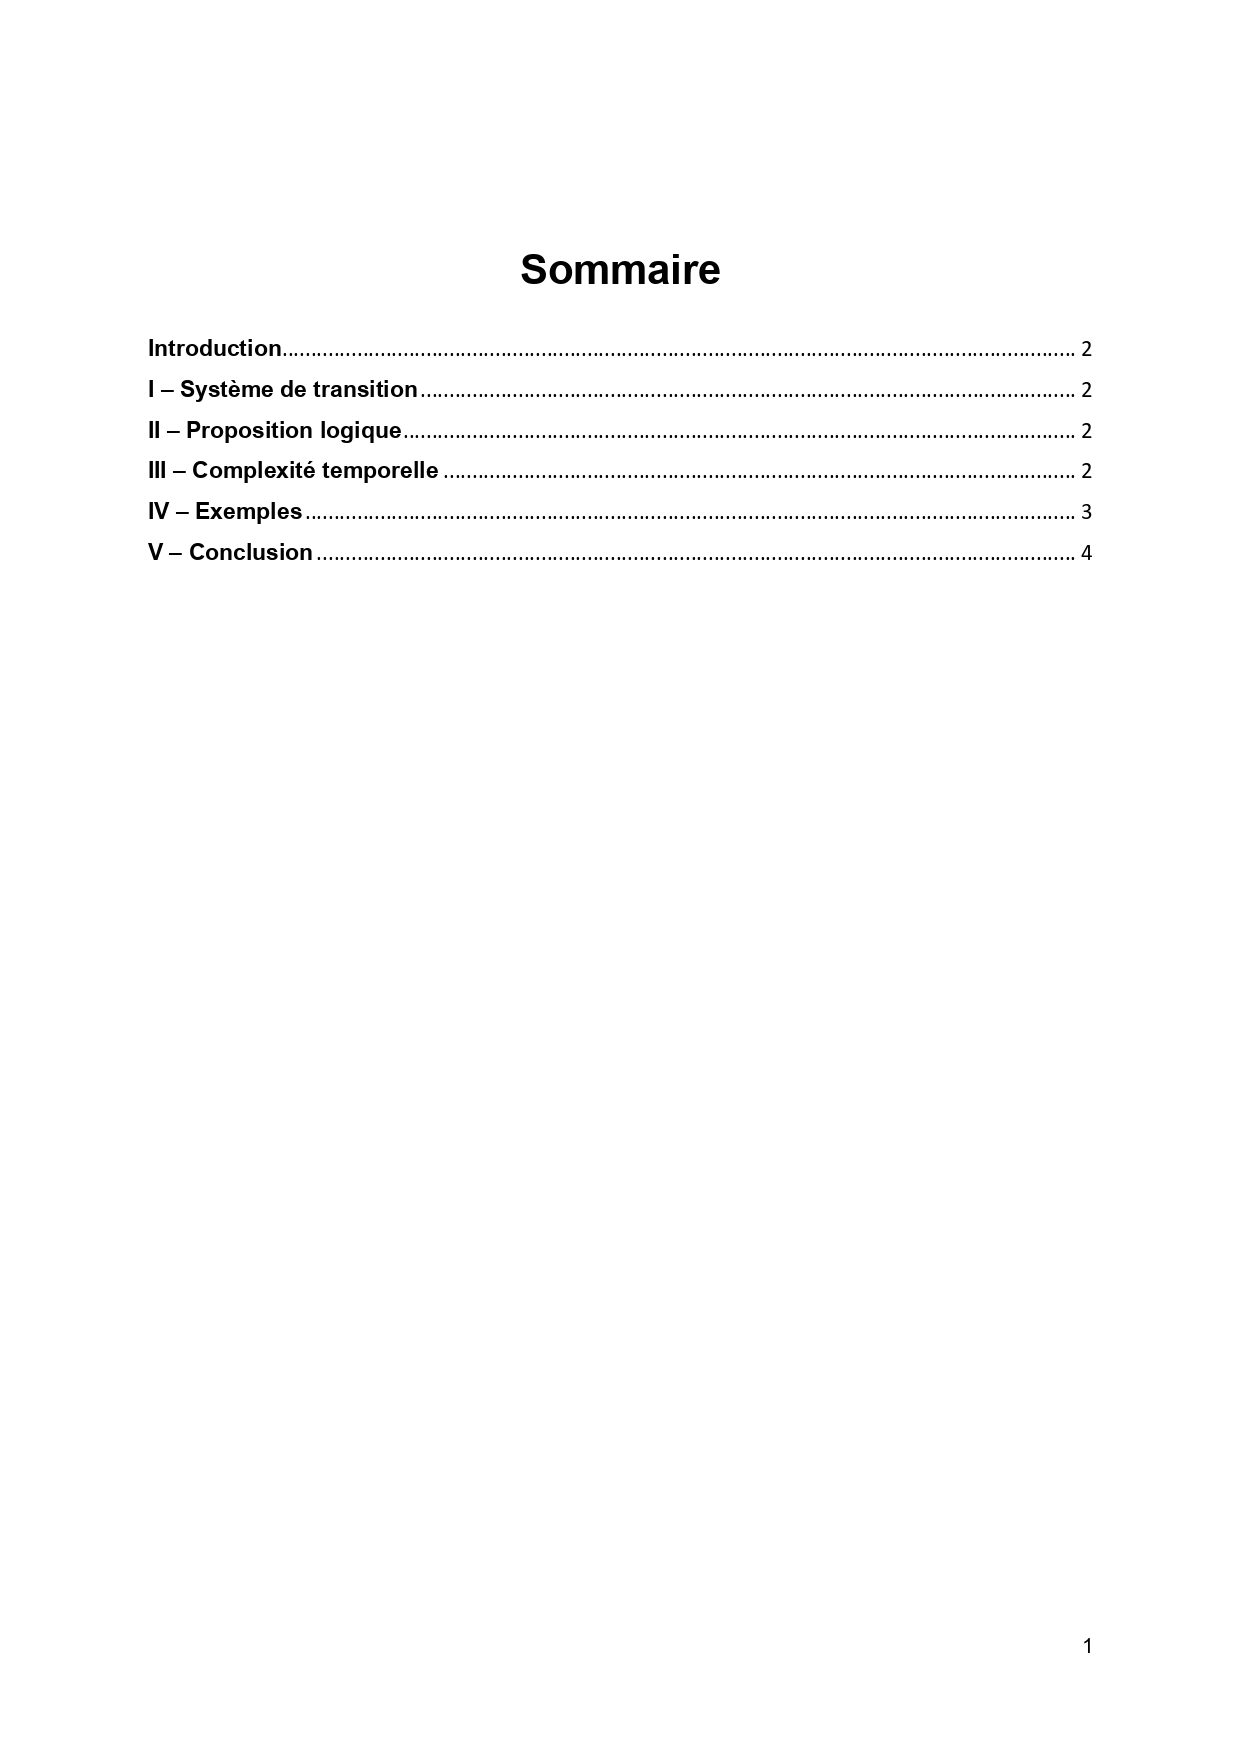 Sommaire
Introduction........................................................................................................................................ 2
I – Système de transition................................................................................................................. 2
II – Proposition logique................................................................................................................... 2
III – Complexité temporelle ............................................................................................................. 2
IV – Exemples.................................................................................................................................... 3
V – Conclusion .................................................................................................................................. 4
1